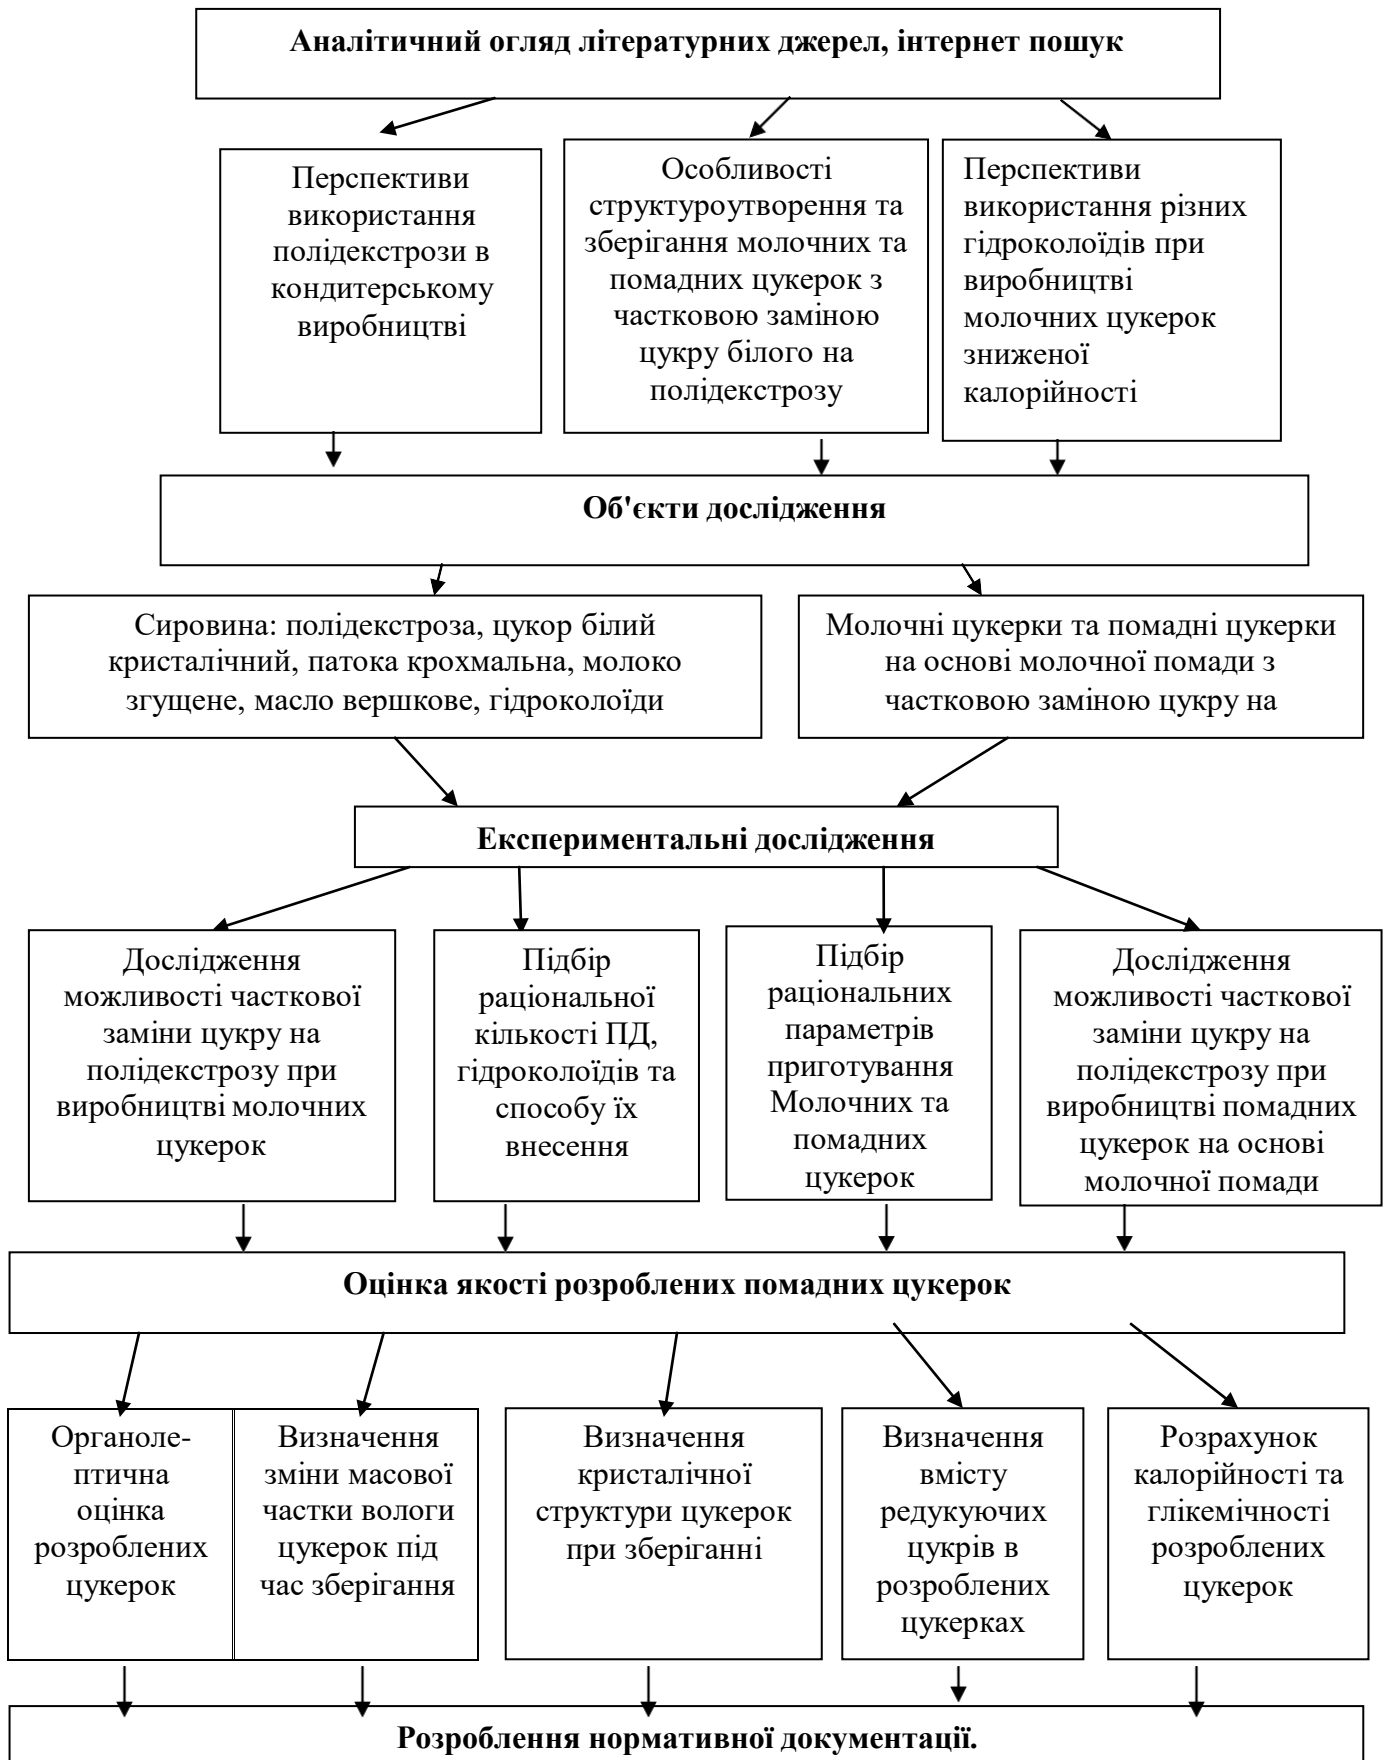 Аналітичний огляд літературних джерел, інтернет пошук
Перспективи
використання
полідекстрози в
кондитерському
виробництві
Особливості
структуроутворення та
зберігання молочних та
помадних цукерок з
частковою заміною
цукру білого на
полідекстрозу
Перспективи
використання різних
гідроколоїдів при
виробництві
молочних цукерок
зниженої
калорійності
Об'єкти дослідження
Сировина: полідекстроза, цукор білий
кристалічний, патока крохмальна, молоко
згущене, масло вершкове, гідроколоїди
Молочні цукерки та помадні цукерки
на основі молочної помади з
частковою заміною цукру на
Експериментальні дослідження
Дослідження
можливості часткової
заміни цукру на
полідекстрозу при
виробництві молочних
цукерок
Підбір
раціональної
кількості ПД,
гідроколоїдів та
способу їх
внесення
Підбір
раціональних
параметрів
приготування
Молочних та
помадних
цукерок
Дослідження
можливості часткової
заміни цукру на
полідекстрозу при
виробництві помадних
цукерок на основі
молочної помади
Оцінка якості розроблених помадних цукерок
Органоле-
птична
оцінка
розроблених
цукерок
Визначення
зміни масової
частки вологи
цукерок під
час зберігання
Визначення
кристалічної
структури цукерок
при зберіганні
Визначення
вмісту
редукуючих
цукрів в
розроблених
цукерках
Розрахунок
калорійності та
глікемічності
розроблених
цукерок
Розроблення нормативної документації.